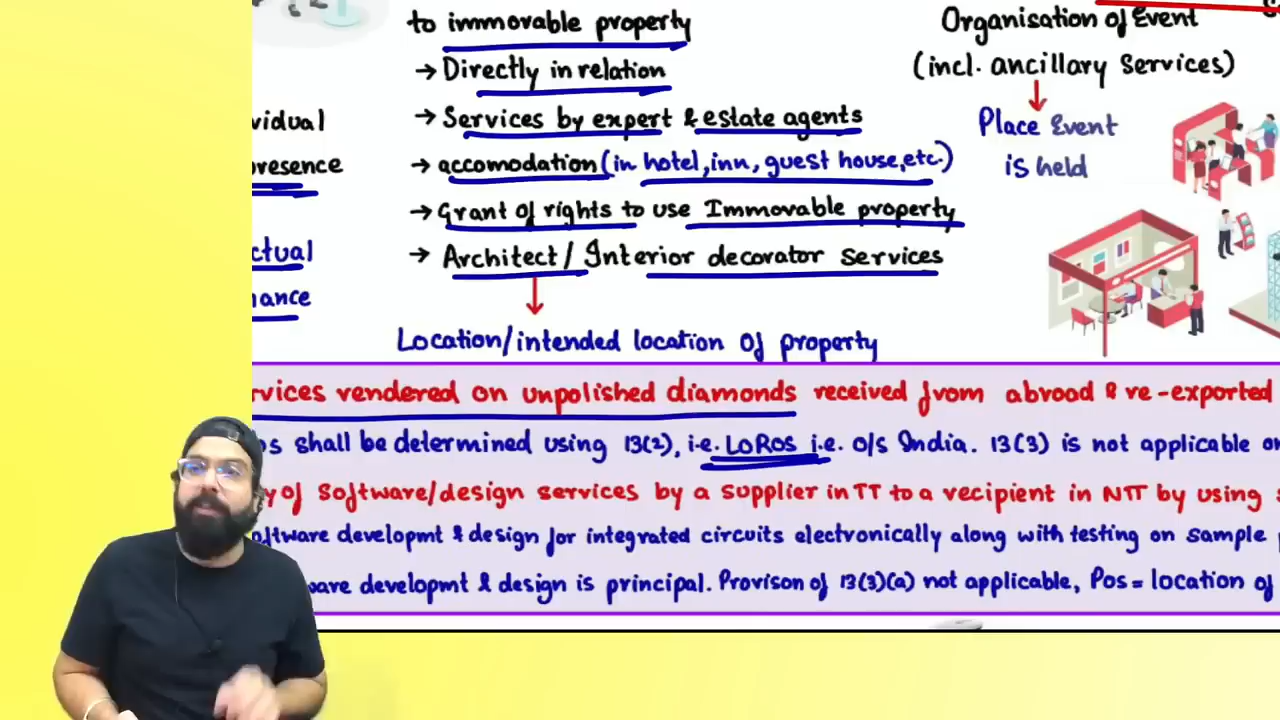 to immovable property
→ Directly in relation
→ Services by expert & estate agents
→ accomodation (in hotel, inn, guest house, etc.)
→ Grant of rights to use Immovable property
→ Architect / Interior decorator services
Location/intended location of property
vidual
presence
ctual
nance
Organisation of Event
(incl. ancillary services)
Place Event
is held
rvices rendered on unpolished diamonds received from abroad & re-exported
os shall be determined using 13(2), i.e. LOROS i.e. o/s India. 13(3) is not applicable on
y of software/design services by a supplier in TT to a recipient in NTT by using s
oftware developmt & design for integrated circuits electronically along with testing on sample
ware developmt & design is principal. Provison of 13(3)(a) not applicable, Pos = location of